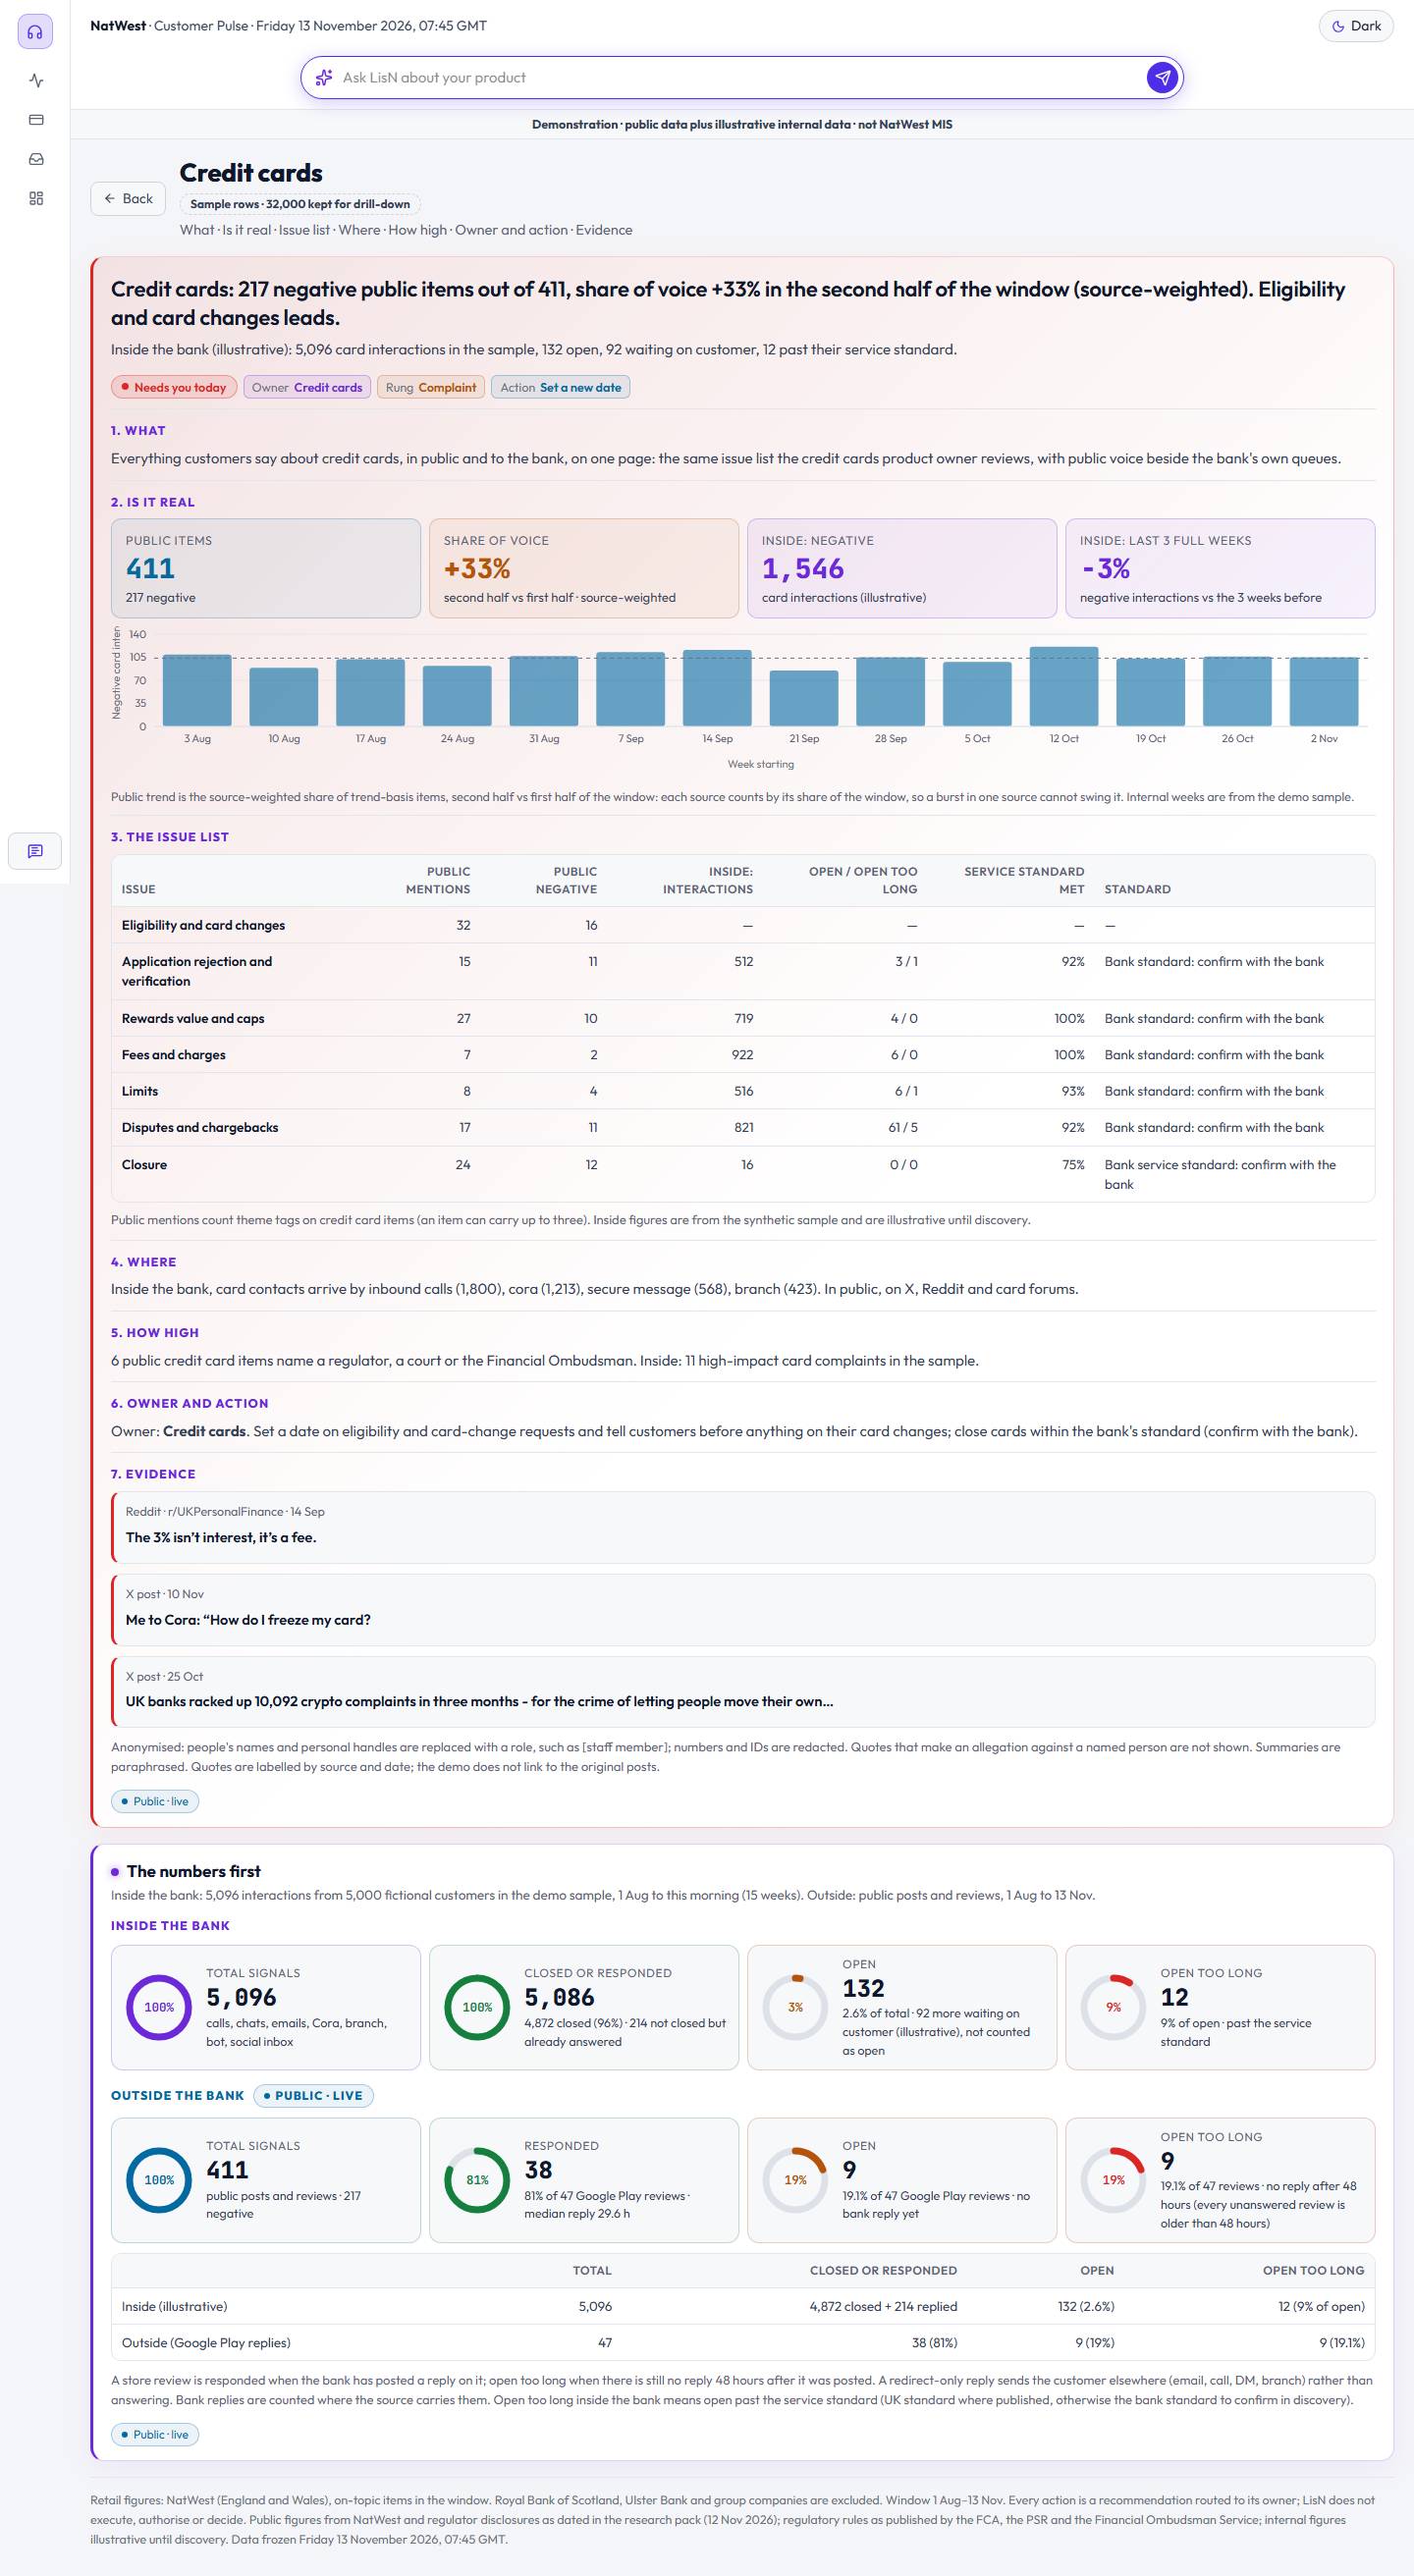 NatWest · Customer Pulse · Friday 13 November 2026, 07:45 GMT
Dark
Ask LisN about your product
Demonstration · public data plus illustrative internal data · not NatWest MIS
Back
Credit cards
Sample rows · 32,000 kept for drill-down
What · Is it real · Issue list · Where · How high · Owner and action · Evidence
Credit cards: 217 negative public items out of 411, share of voice +33% in the second half of the window (source-weighted). Eligibility
and card changes leads.
Inside the bank (illustrative): 5,096 card interactions in the sample, 132 open, 92 waiting on customer, 12 past their service standard.
Needs you today
Owner Credit cards
Rung Complaint
Action Set a new date
1. WHAT
Everything customers say about credit cards, in public and to the bank, on one page: the same issue list the credit cards product owner reviews, with public voice beside the bank's own queues.
2. IS IT REAL
PUBLIC ITEMS
411
217 negative
SHARE OF VOICE
+33%
second half vs first half · source-weighted
INSIDE: NEGATIVE
1,546
card interactions (illustrative)
INSIDE: LAST 3 FULL WEEKS
-3%
negative interactions vs the 3 weeks before
Negative card inter
140
105
70
35
0
3 Aug 10 Aug 17 Aug 24 Aug 31 Aug 7 Sep 14 Sep 21 Sep 28 Sep 5 Oct 12 Oct 19 Oct 26 Oct 2 Nov
Week starting
Public trend is the source-weighted share of trend-basis items, second half vs first half of the window: each source counts by its share of the window, so a burst in one source cannot swing it. Internal weeks are from the demo sample.
3. THE ISSUE LIST
ISSUE PUBLIC MENTIONS PUBLIC NEGATIVE INSIDE: INTERACTIONS OPEN / OPEN TOO LONG SERVICE STANDARD MET STANDARD
Eligibility and card changes 32 16 — — — —
Application rejection and verification 15 11 512 3 / 1 92% Bank standard: confirm with the bank
Rewards value and caps 27 10 719 4 / 0 100% Bank standard: confirm with the bank
Fees and charges 7 2 922 6 / 0 100% Bank standard: confirm with the bank
Limits 8 4 516 6 / 1 93% Bank standard: confirm with the bank
Disputes and chargebacks 17 11 821 61 / 5 92% Bank standard: confirm with the bank
Closure 24 12 16 0 / 0 75% Bank service standard: confirm with the bank
Public mentions count theme tags on credit card items (an item can carry up to three). Inside figures are from the synthetic sample and are illustrative until discovery.
4. WHERE
Inside the bank, card contacts arrive by inbound calls (1,800), cora (1,213), secure message (568), branch (423). In public, on X, Reddit and card forums.
5. HOW HIGH
6 public credit card items name a regulator, a court or the Financial Ombudsman. Inside: 11 high-impact card complaints in the sample.
6. OWNER AND ACTION
Owner: Credit cards. Set a date on eligibility and card-change requests and tell customers before anything on their card changes; close cards within the bank's standard (confirm with the bank).
7. EVIDENCE
Reddit · r/UKPersonalFinance · 14 Sep
The 3% isn’t interest, it’s a fee.
X post · 10 Nov
Me to Cora: “How do I freeze my card?
X post · 25 Oct
UK banks racked up 10,092 crypto complaints in three months - for the crime of letting people move their own…
Anonymised: people's names and personal handles are replaced with a role, such as [staff member]; numbers and IDs are redacted. Quotes that make an allegation against a named person are not shown. Summaries are
paraphrased. Quotes are labelled by source and date; the demo does not link to the original posts.
Public · live
The numbers first
Inside the bank: 5,096 interactions from 5,000 fictional customers in the demo sample, 1 Aug to this morning (15 weeks). Outside: public posts and reviews, 1 Aug to 13 Nov.
INSIDE THE BANK
100%
TOTAL SIGNALS
5,096
calls, chats, emails, Cora, branch,
bot, social inbox
100%
CLOSED OR RESPONDED
5,086
4,872 closed (96%) · 214 not closed but
already answered
3%
OPEN
132
2.6% of total · 92 more waiting on
customer (illustrative), not counted
as open
9%
OPEN TOO LONG
12
9% of open · past the service
standard
OUTSIDE THE BANK
PUBLIC · LIVE
100%
TOTAL SIGNALS
411
public posts and reviews · 217
negative
81%
RESPONDED
38
81% of 47 Google Play reviews ·
median reply 29.6 h
19%
OPEN
9
19.1% of 47 Google Play reviews · no
bank reply yet
19%
OPEN TOO LONG
9
19.1% of 47 reviews · no reply after 48
hours (every unanswered review is
older than 48 hours)
TOTAL CLOSED OR RESPONDED OPEN OPEN TOO LONG
Inside (illustrative) 5,096 4,872 closed + 214 replied 132 (2.6%) 12 (9% of open)
Outside (Google Play replies) 47 38 (81%) 9 (19%) 9 (19.1%)
A store review is responded when the bank has posted a reply on it; open too long when there is still no reply 48 hours after it was posted. A redirect-only reply sends the customer elsewhere (email, call, DM, branch) rather than
answering. Bank replies are counted where the source carries them. Open too long inside the bank means open past the service standard (UK standard where published, otherwise the bank standard to confirm in discovery).
Public · live
Retail figures: NatWest (England and Wales), on-topic items in the window. Royal Bank of Scotland, Ulster Bank and group companies are excluded. Window 1 Aug–13 Nov. Every action is a recommendation routed to its owner; LisN does not
execute, authorise or decide. Public figures from NatWest and regulator disclosures as dated in the research pack (12 Nov 2026); regulatory rules as published by the FCA, the PSR and the Financial Ombudsman Service; internal figures
illustrative until discovery. Data frozen Friday 13 November 2026, 07:45 GMT.